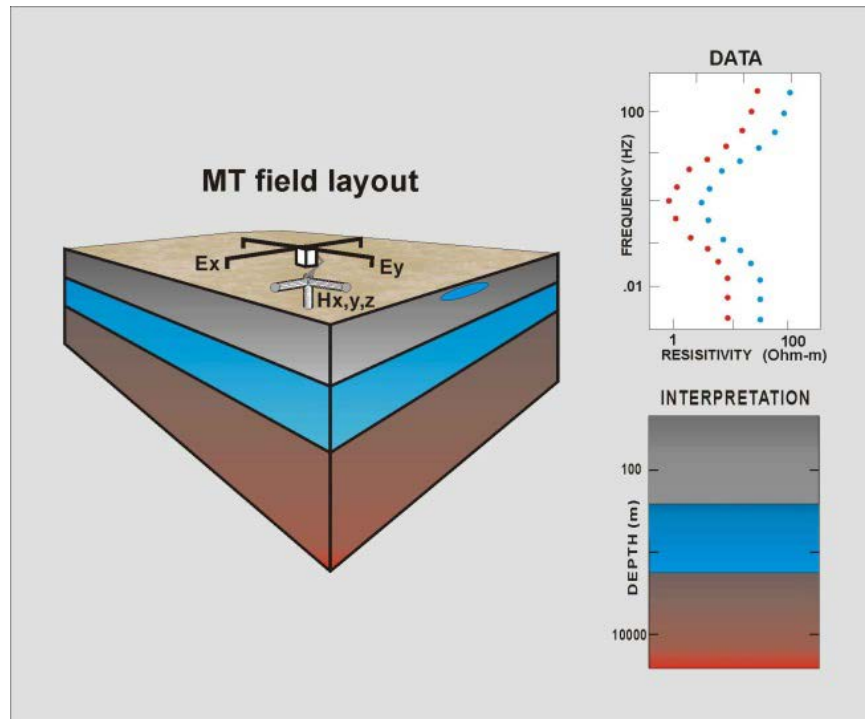 MT field layout
Ex
Ey
Hx,y,z
DATA
FREQUENCY (HZ)
100
.01
1
100
RESISITIVITY (Ohm-m)
INTERPRETATION
DEPTH (m)
100
10000